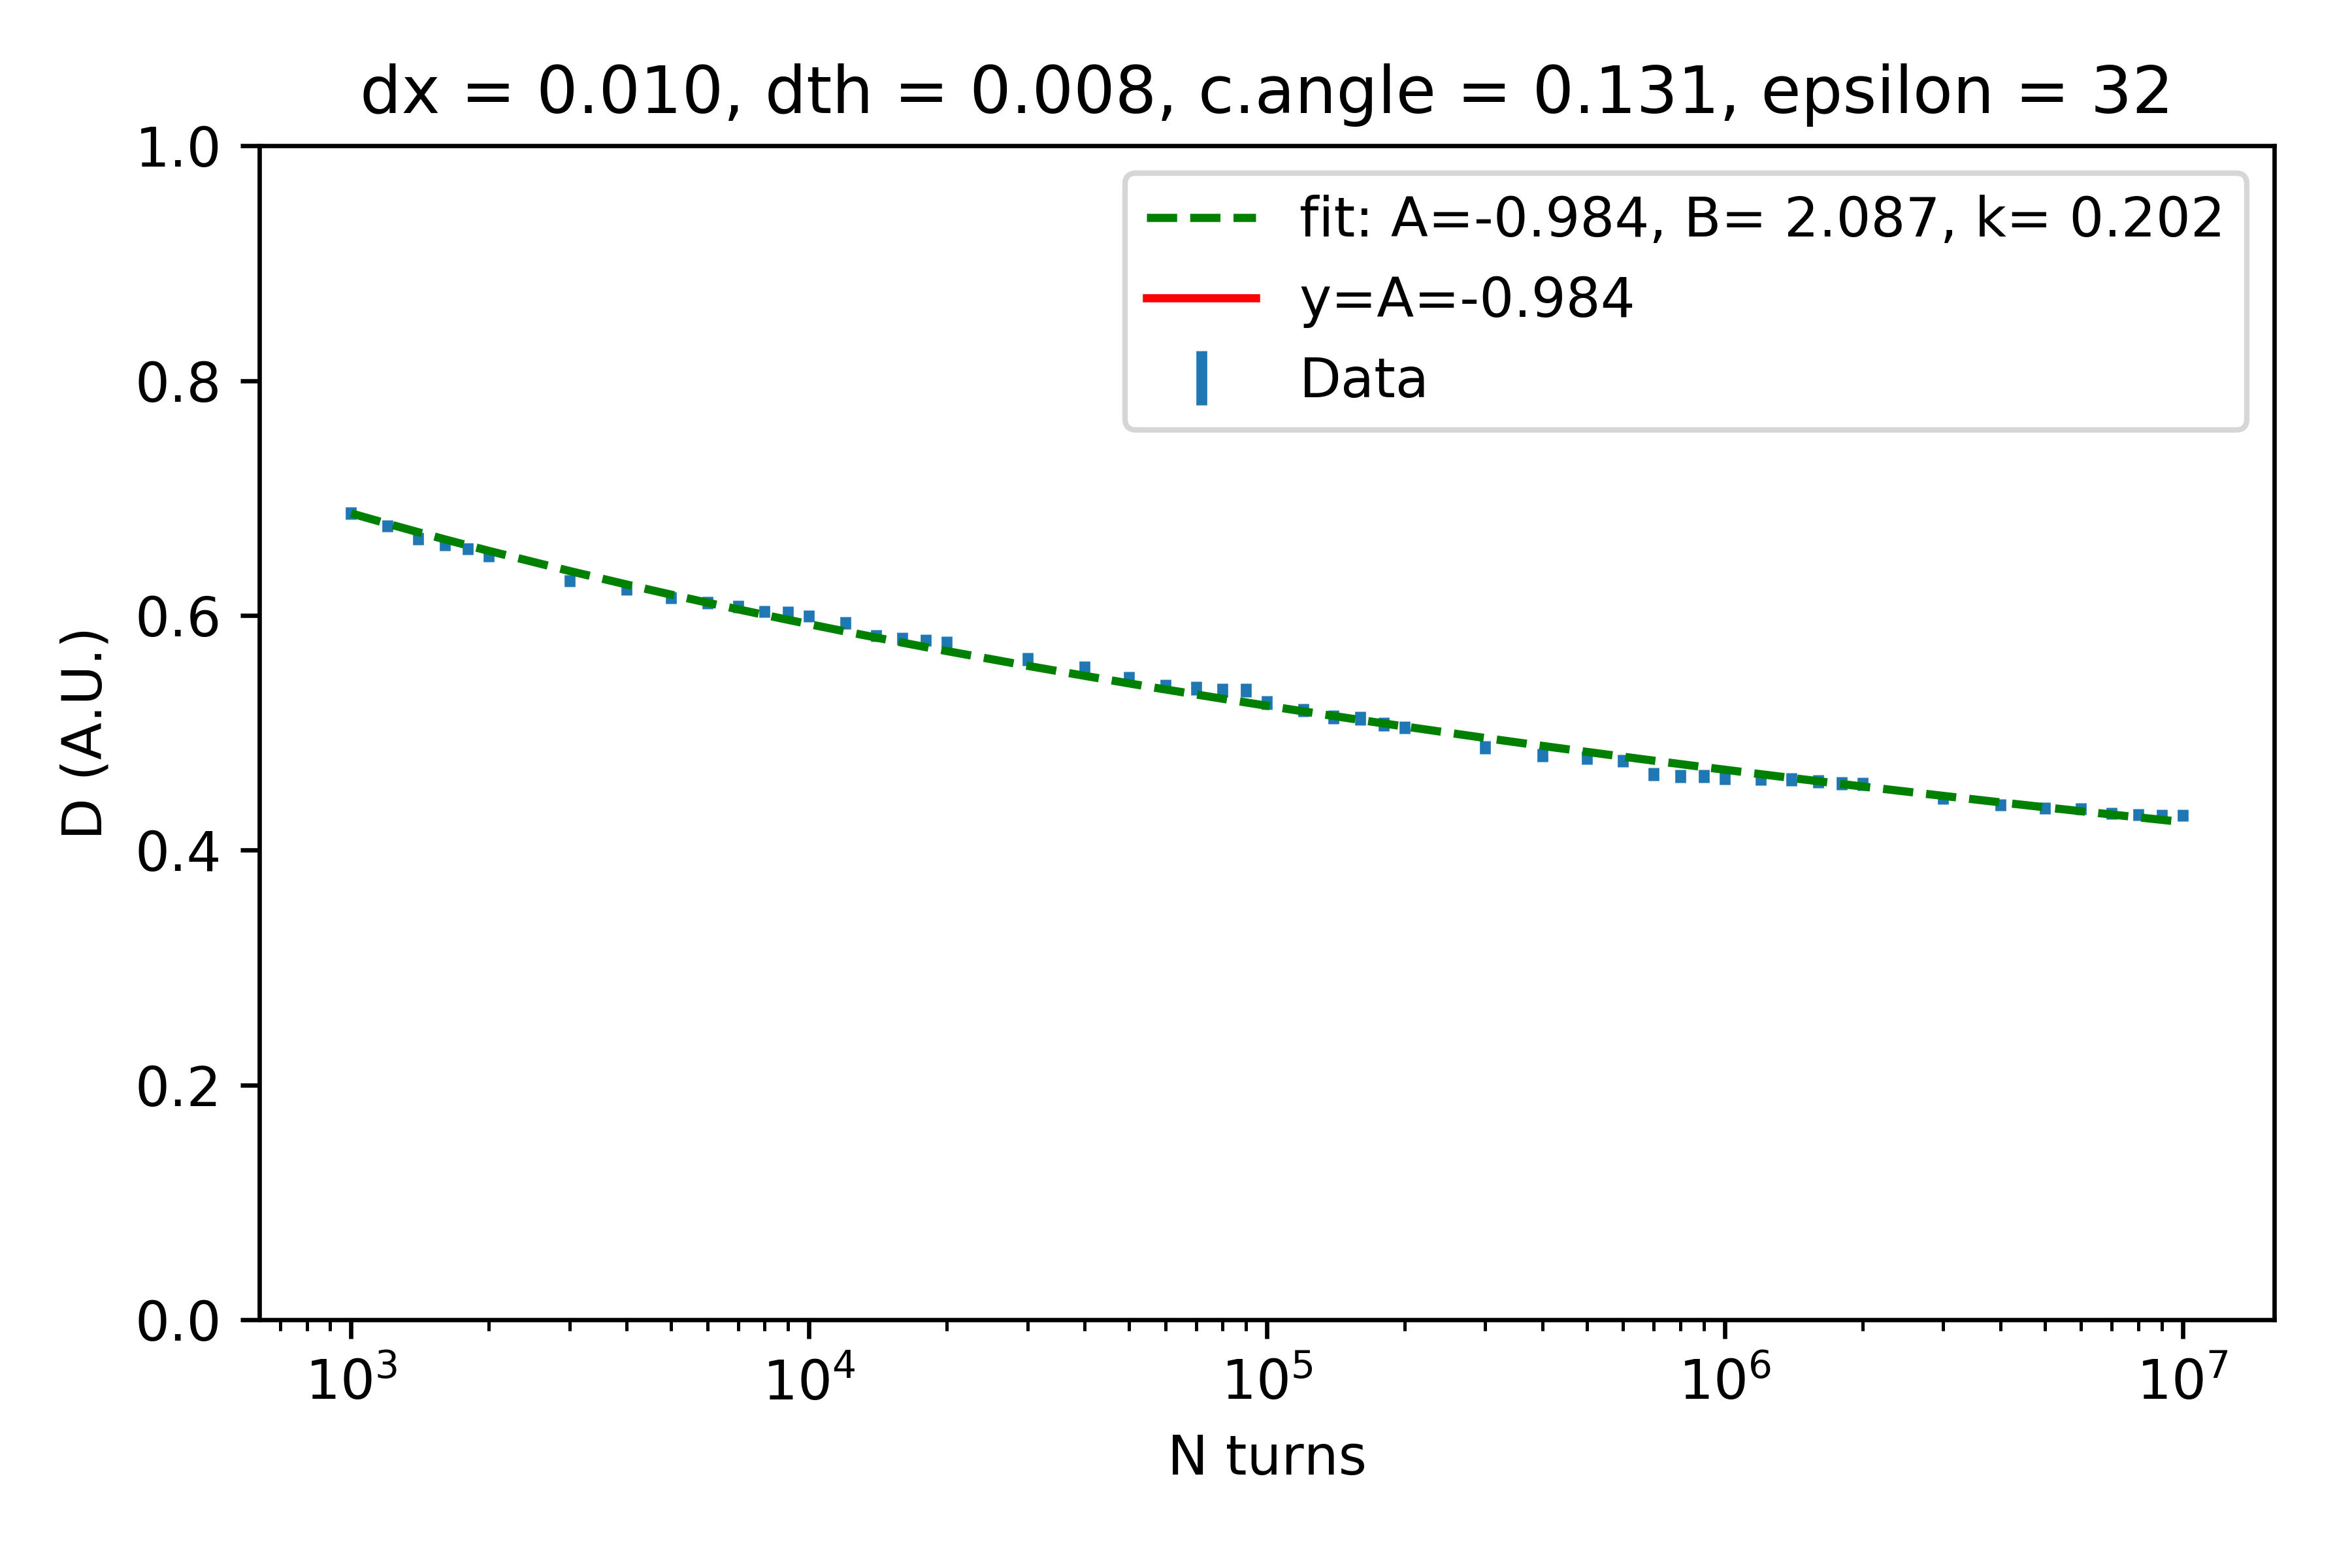 dx = 0.010, dth = 0.008, c.angle = 0.131, epsilon = 32
fit: A=-0.984, B= 2.087, k= 0.202
y=A=-0.984
Data
D (A.U.)
1.0
0.8
0.6
0.4
0.2
0.0
10³ 10⁴ 10⁵ 10⁶ 10⁷
N turns